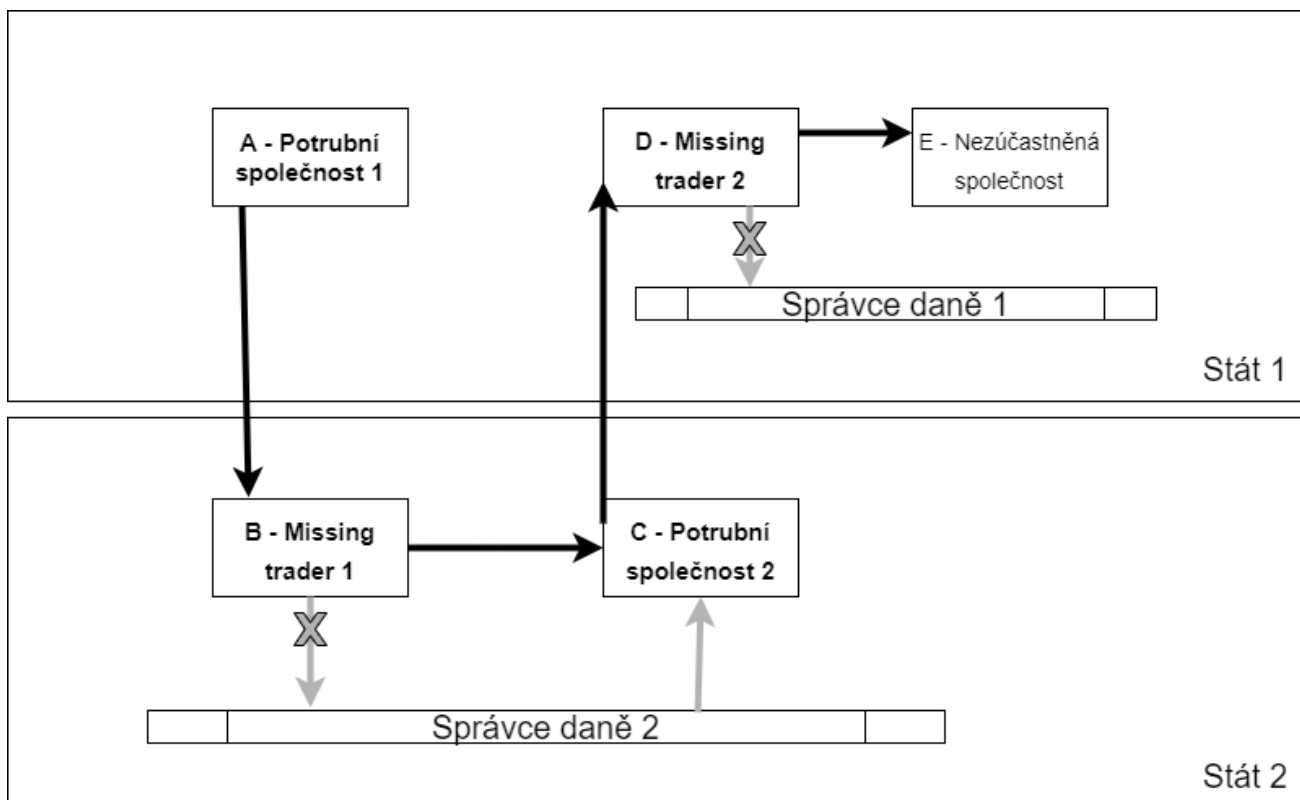 A - Potrubní
společnost 1
D - Missing
trader 2
E - Nezúčastněná
společnost
X
Správce daně 1
Stát 1
B - Missing
trader 1
C - Potrubní
společnost 2
X
Správce daně 2
Stát 2